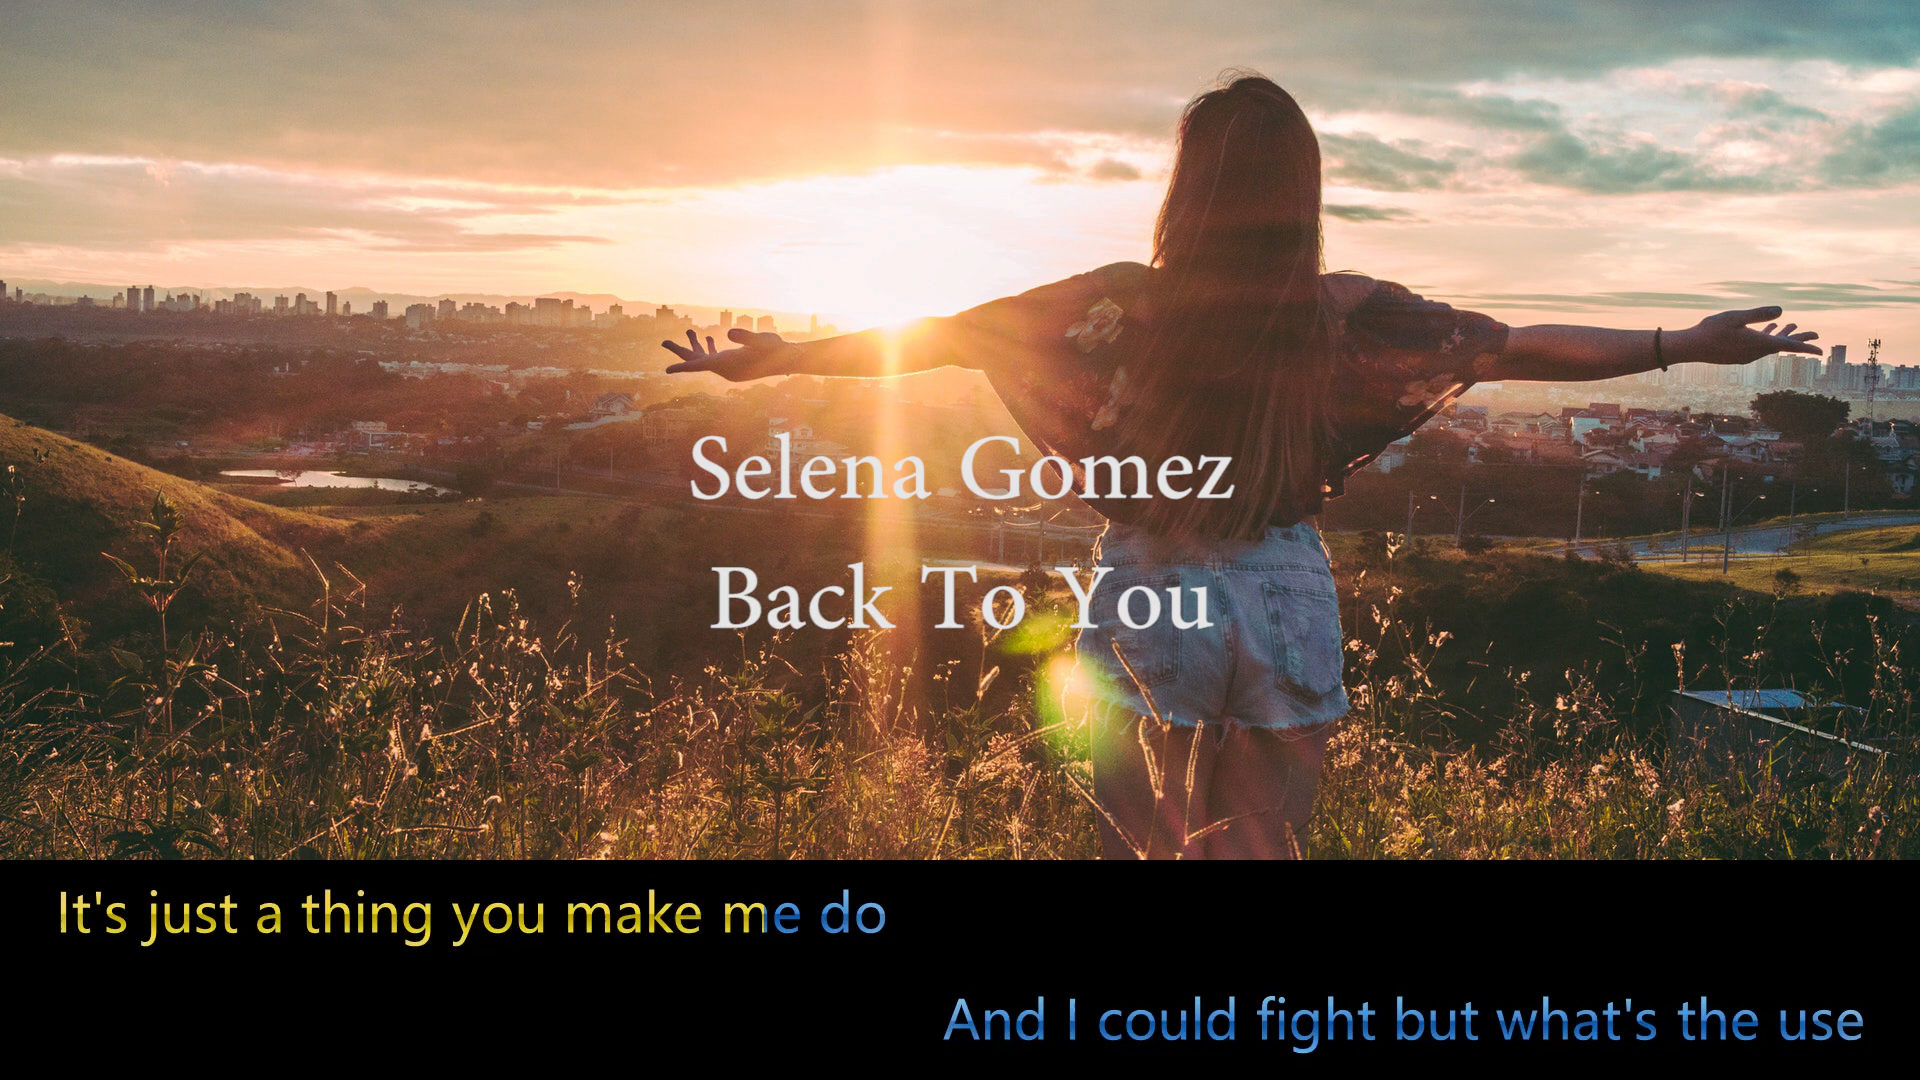 Selena Gomez
Back To You
It's just a thing you make me do
And I could fight but what's the use